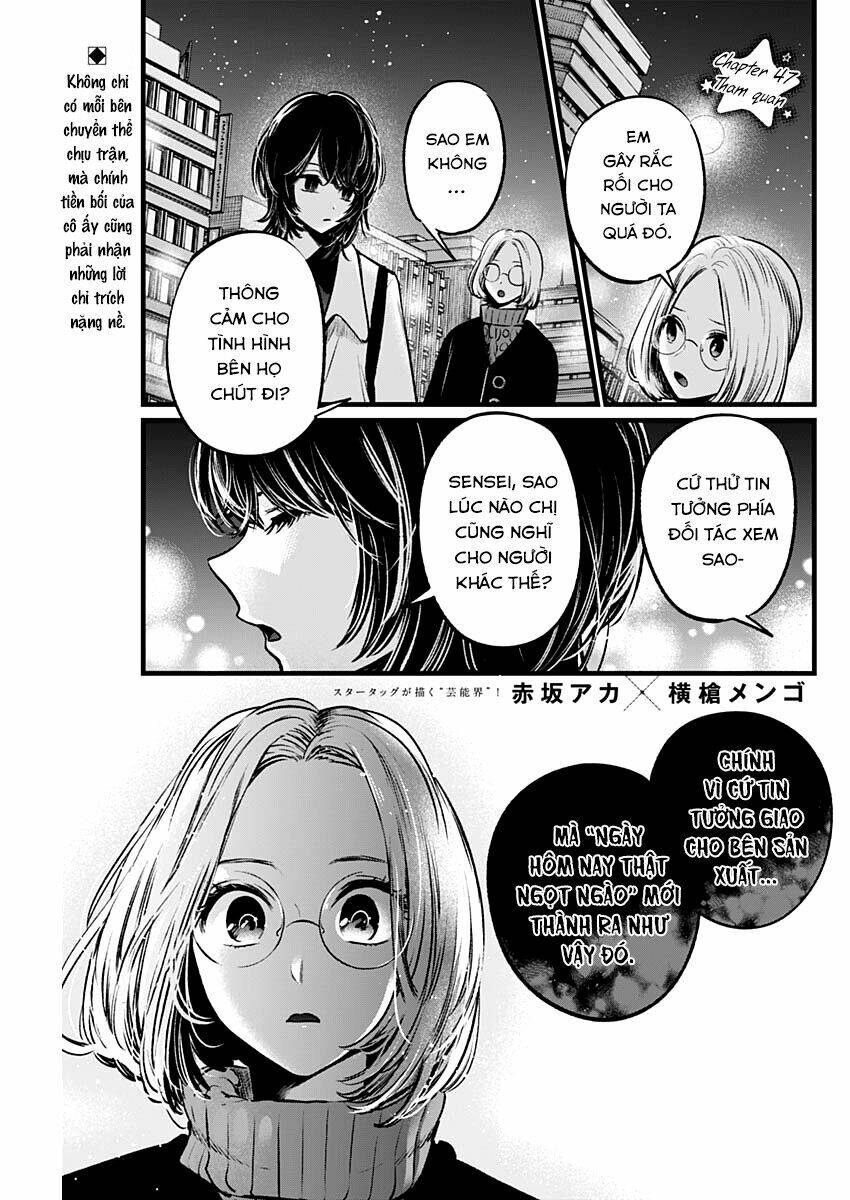 Chapter 47
Tham quan
EM
GÂY RẮC
RỐI CHO
NGƯỜI TA
QUÁ ĐÓ.
SAO EM
KHÔNG
...
THÔNG
CẢM CHO
TÌNH HÌNH
BÊN HỌ
CHÚT ĐI?
Không chỉ
có mỗi bên
chuyển thể
chịu trận,
mà chính
tiền bối của
cô ấy cũng
phải nhận
những lời
chỉ trích
nặng nề.
CỨ THỬ TIN
TƯỞNG PHÍA
ĐỐI TÁC XEM
SAO-
SENSEI, SAO
LÚC NÀO CHỊ
CŨNG NGHĨ
CHO NGƯỜI
KHÁC THẾ?
スタータッグが描く“芸能界”! 赤坂アカ×横槍メンゴ
CHÍNH
VÌ CỨ TIN
TƯỞNG GIAO
CHO BÊN SẢN
XUẤT...
MÀ “NGÀY
HÔM NAY THẬT
NGỌT NGÀO” MỚI
THÀNH RA NHƯ
VẬY ĐÓ.